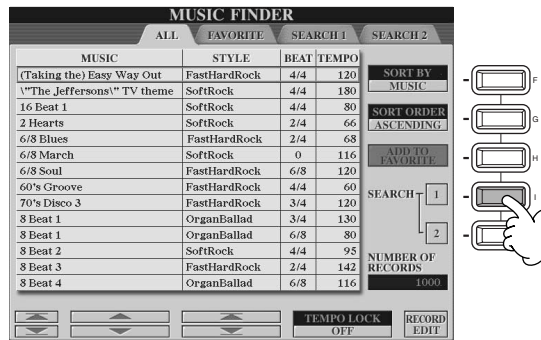 MUSIC FINDER
ALL FAVORITE SEARCH 1 SEARCH 2
MUSIC STYLE BEAT TEMPO
(Taking the) Easy Way Out FastHardRock 4/4 120
\"The Jeffersons\" TV theme SoftRock 4/4 180
16 Beat 1 SoftRock 4/4 80
2 Hearts SoftRock 2/4 66
6/8 Blues FastHardRock 2/4 68
6/8 March SoftRock 0 116
6/8 Soul FastHardRock 6/8 120
60's Groove FastHardRock 4/4 60
70's Disco 3 FastHardRock 3/4 120
8 Beat 1 OrganBallad 3/4 130
8 Beat 1 OrganBallad 6/8 80
8 Beat 2 SoftRock 4/4 95
8 Beat 3 FastHardRock 2/4 142
8 Beat 4 OrganBallad 6/8 116
SORT BY
MUSIC
SORT ORDER
ASCENDING
ADD TO
FAVORITE
SEARCH 1
2
NUMBER OF
RECORDS
1000
TEMPO LOCK
OFF
RECORD
EDIT
F
G
H
I